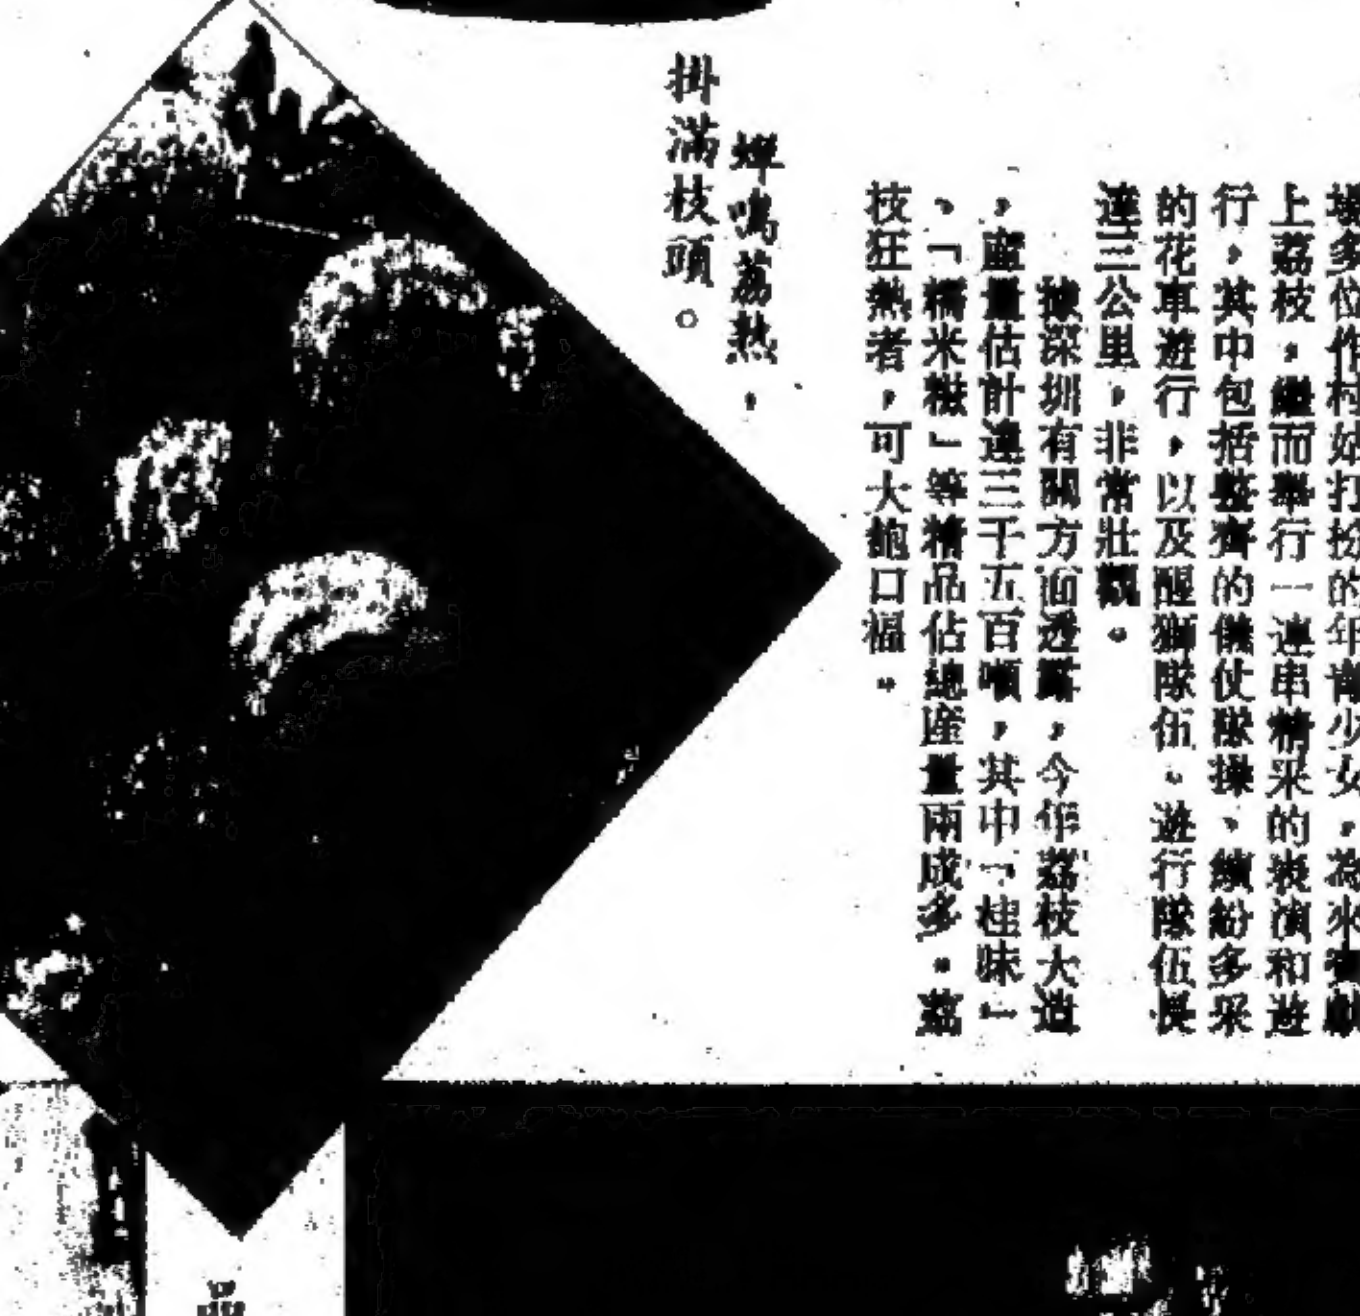 場多位作村姑打扮的年青少女，為來賓獻
上荔枝，繼而舉行一連串精采的表演和遊
行，其中包括整齊的儀仗隊操、繽紛多采
的花車遊行，以及醒獅隊伍。遊行隊伍長
達三公里，非常壯觀。
據深圳有關方面透露，今年荔枝大造
，產量估計達三千五百噸，其中「桂味」
、「糯米糍」等精品佔總產量兩成多。荔
枝狂熱者，可大飽口福。
蟬鳴荔熟，
掛滿枝頭。
品